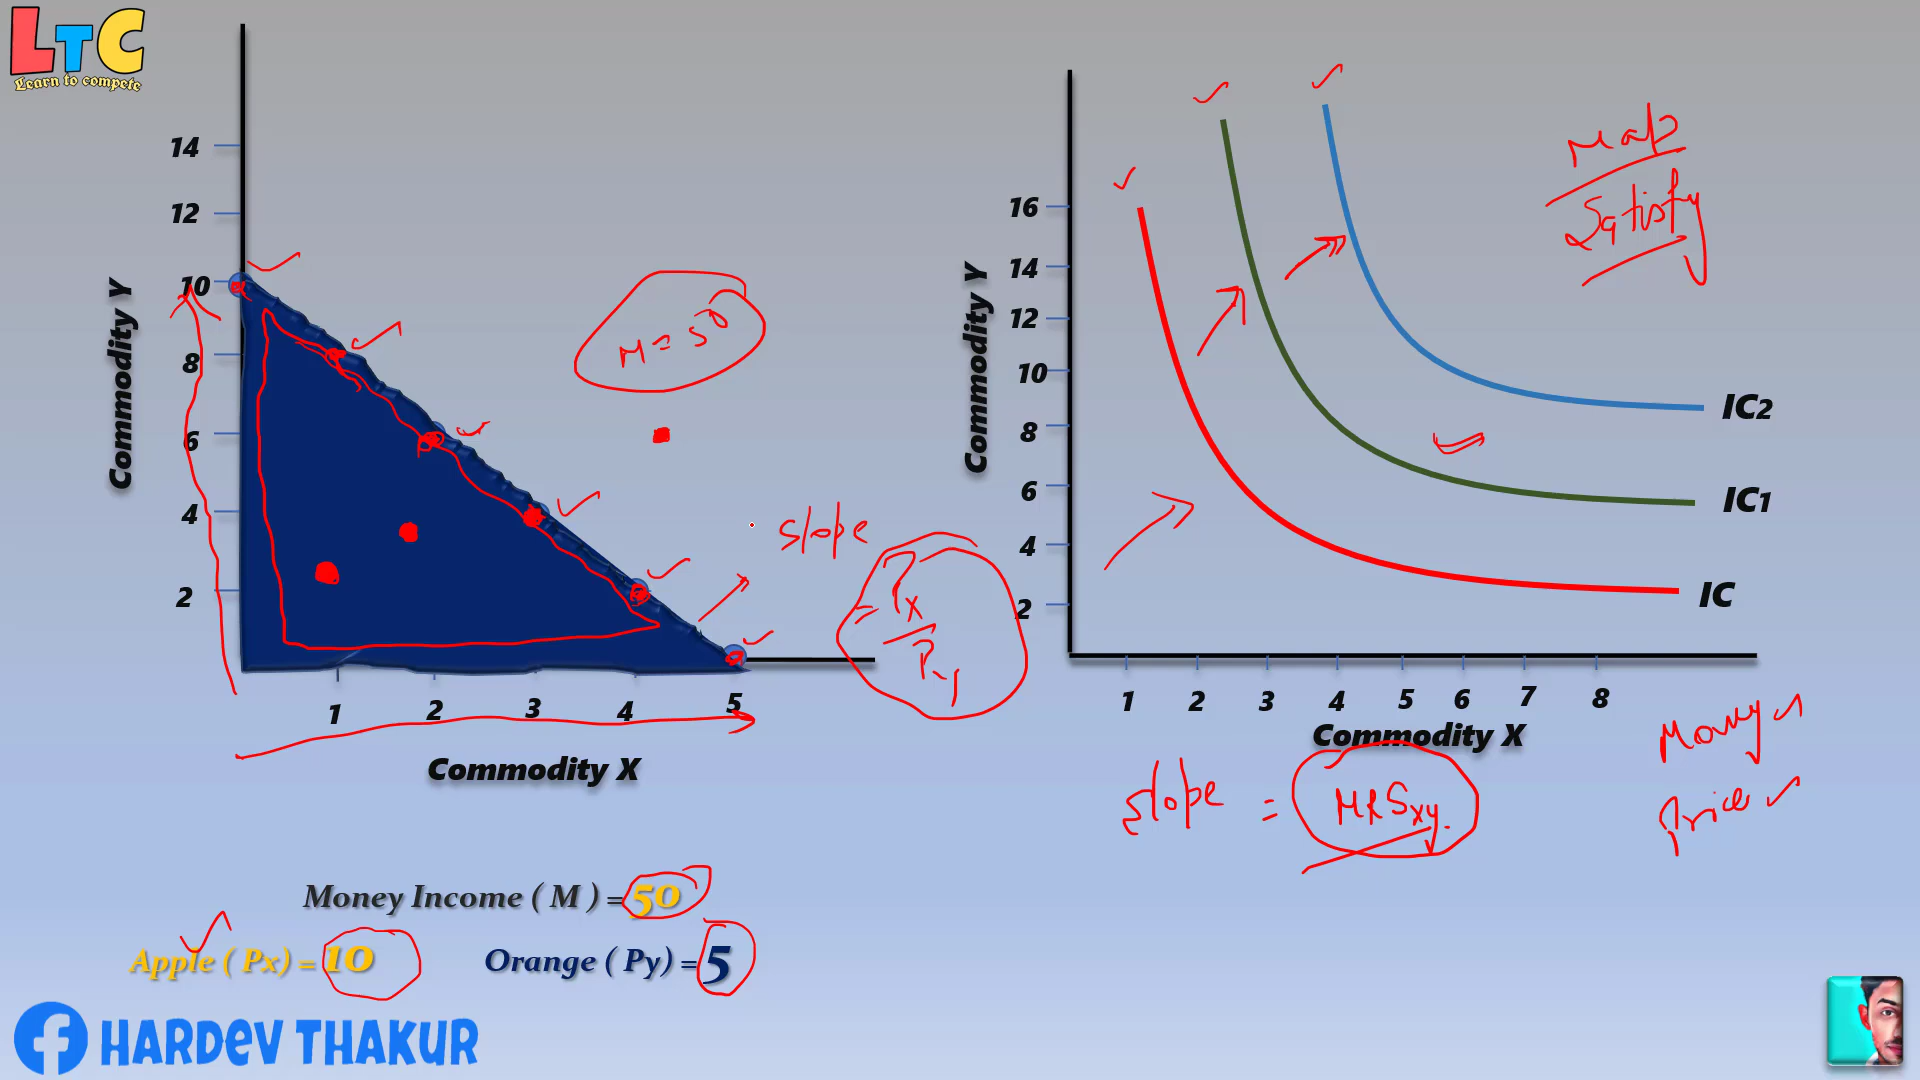 LTC
Learn to compete
14
12
10
8
6
4
2
1
2
3
4
5
Commodity Y
Commodity X
M = 50
slope
= Px
Py
16
14
12
10
8
6
4
2
1
2
3
4
5
6
7
8
Commodity Y
Commodity X
IC2
IC1
IC
Map
Satisfy
slope = MRSxy.
Money
Price
Money Income ( M ) = 50
Apple ( Px) = 10
Orange ( Py) = 5
HARDEV THAKUR